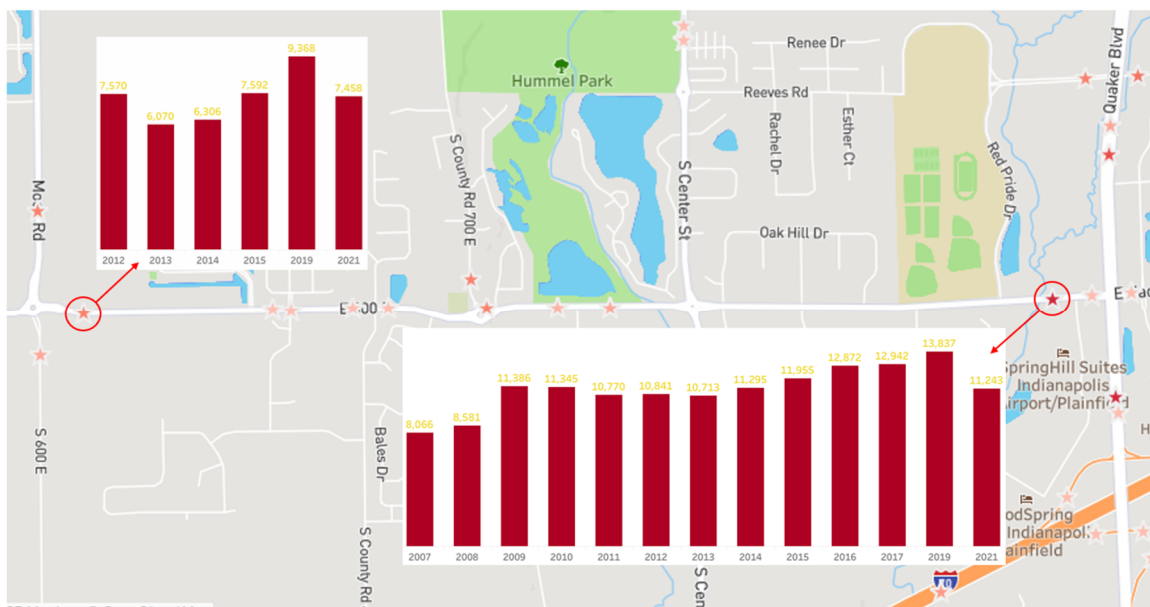 Renee Dr
Hummel Park
Reeves Rd
Quaker Blvd
S County Rd 700 E
S Center St
Rachel Dr
Esther Ct
Red Pride Dr
Oak Hill Dr
Rd
9,368
7,570
7,592
7,458
6,070
6,306
2012
2013
2014
2015
2019
2021
E
S 600 E
Bales Dr
S County Rd
SpringHill Suites
Indianapolis
Airport/Plainfield
13,837
12,872
12,942
11,955
11,386
11,345
11,295
11,243
10,770
10,841
10,713
8,066
8,581
2007
2008
2009
2010
2011
2012
2013
2014
2015
2016
2017
2019
2021
S Cen
odSpring
Indianapol
lainfield
H